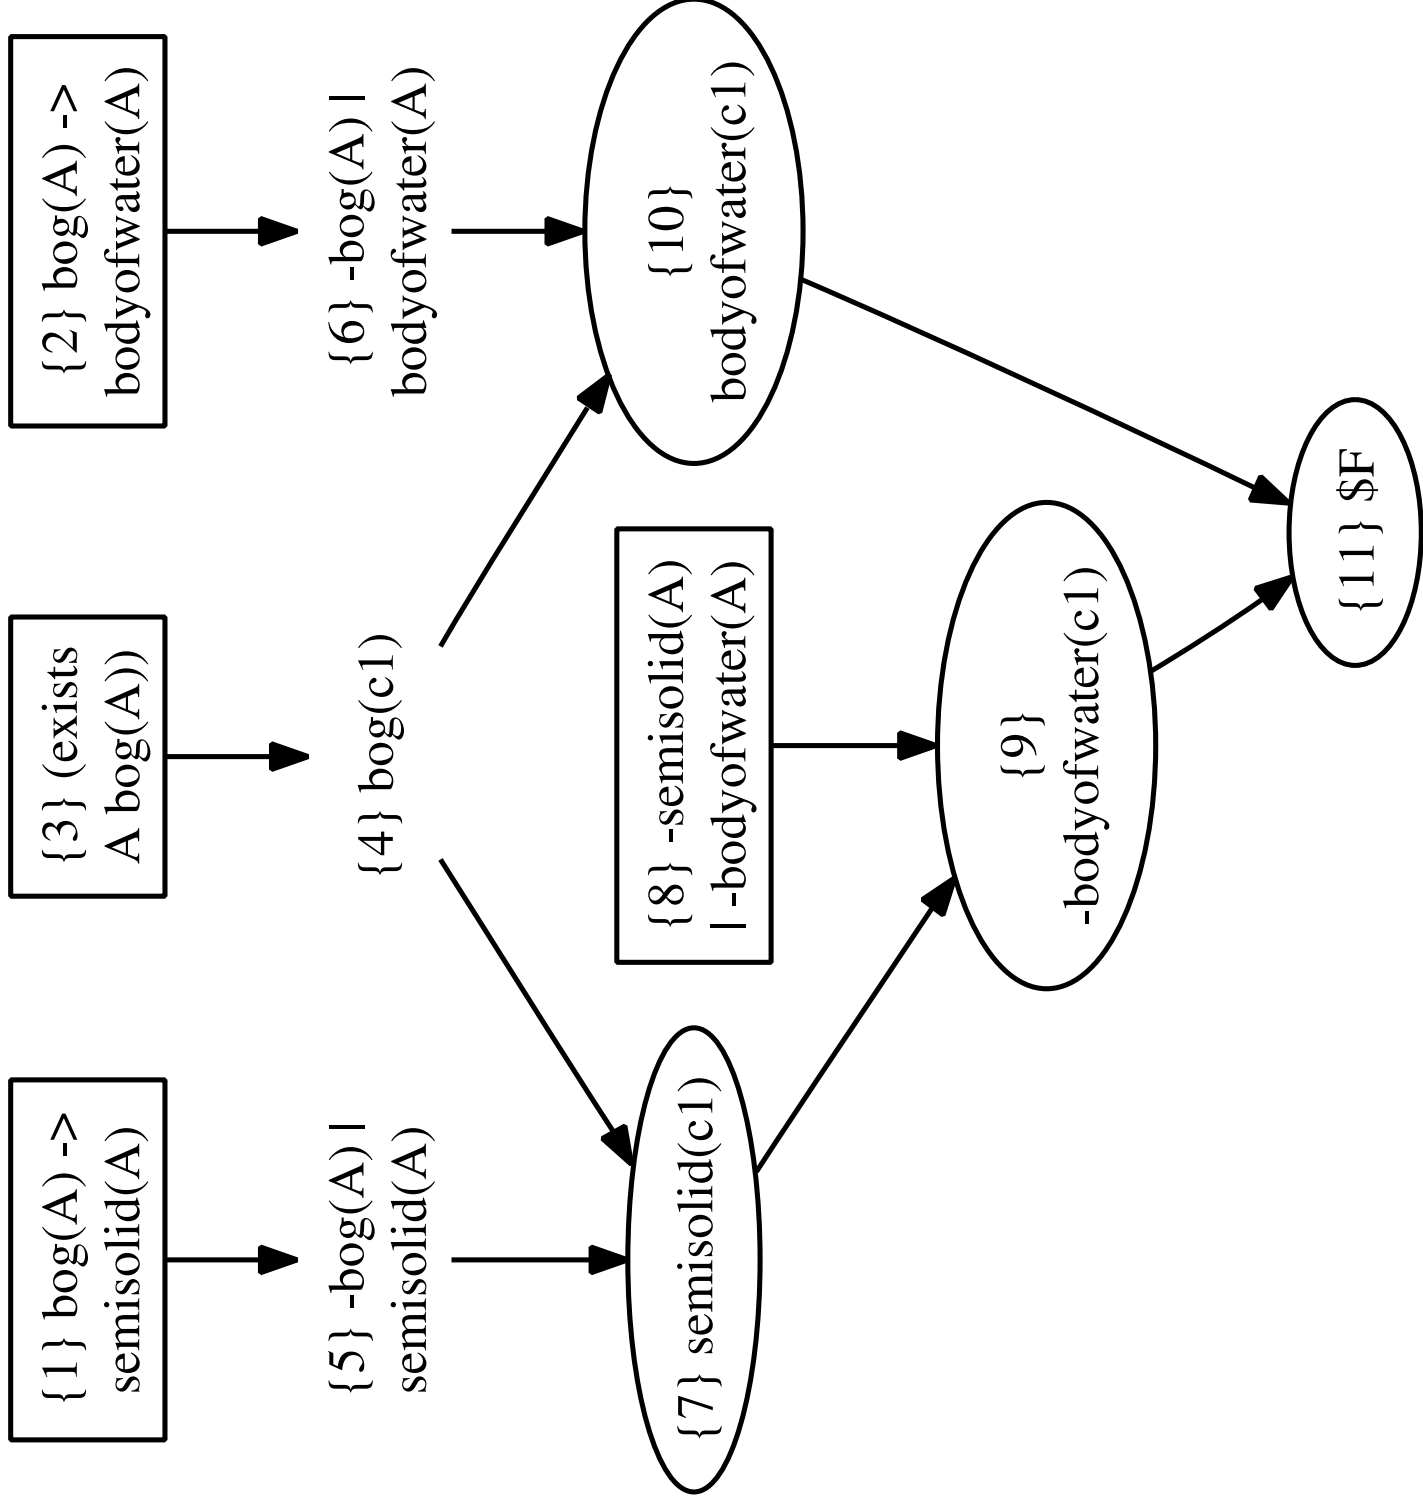 {1} bog(A) ->
semisolid(A)
{3} (exists
A bog(A))
{2} bog(A) ->
bodyofwater(A)
{5} -bog(A) |
semisolid(A)
{4} bog(c1)
{6} -bog(A) |
bodyofwater(A)
{7} semisolid(c1)
{8} -semisolid(A)
| -bodyofwater(A)
{10}
bodyofwater(c1)
{9}
-bodyofwater(c1)
{11} $F